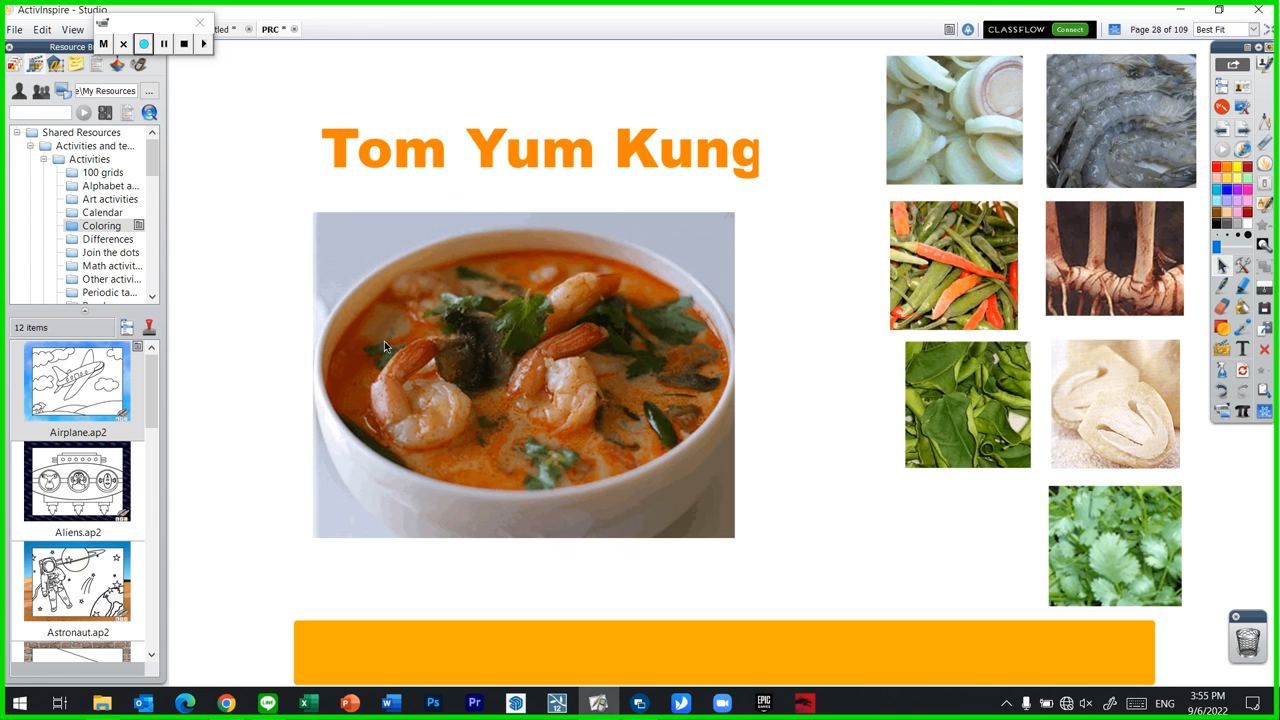 ActivInspire - Studio
File Edit View
tled * PRC *
CLASSFLOW Connect
Page 28 of 109 Best Fit
M
Resource B
e\My Resources ...
Shared Resources
Activities and te...
Activities
100 grids
Alphabet a...
Art activities
Calendar
Coloring
Differences
Join the dots
Math activit...
Other activi...
Periodic ta...
12 items
Airplane.ap2
Aliens.ap2
Astronaut.ap2
Tom Yum Kung
EPIC GAMES
ENG
3:55 PM
9/6/2022